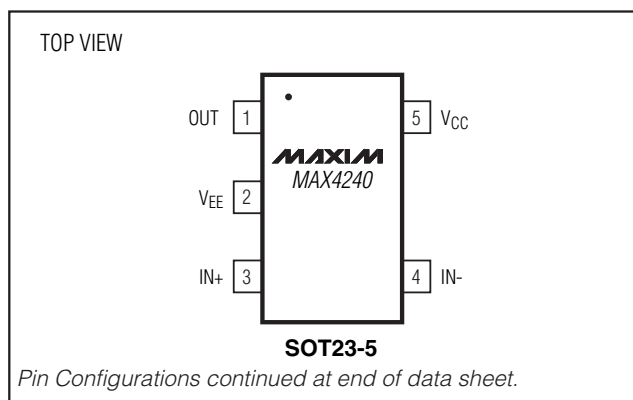 TOP VIEW
OUT 1
5 VCC
MAXIM
MAX4240
VEE 2
IN+ 3
4 IN-
SOT23-5
Pin Configurations continued at end of data sheet.